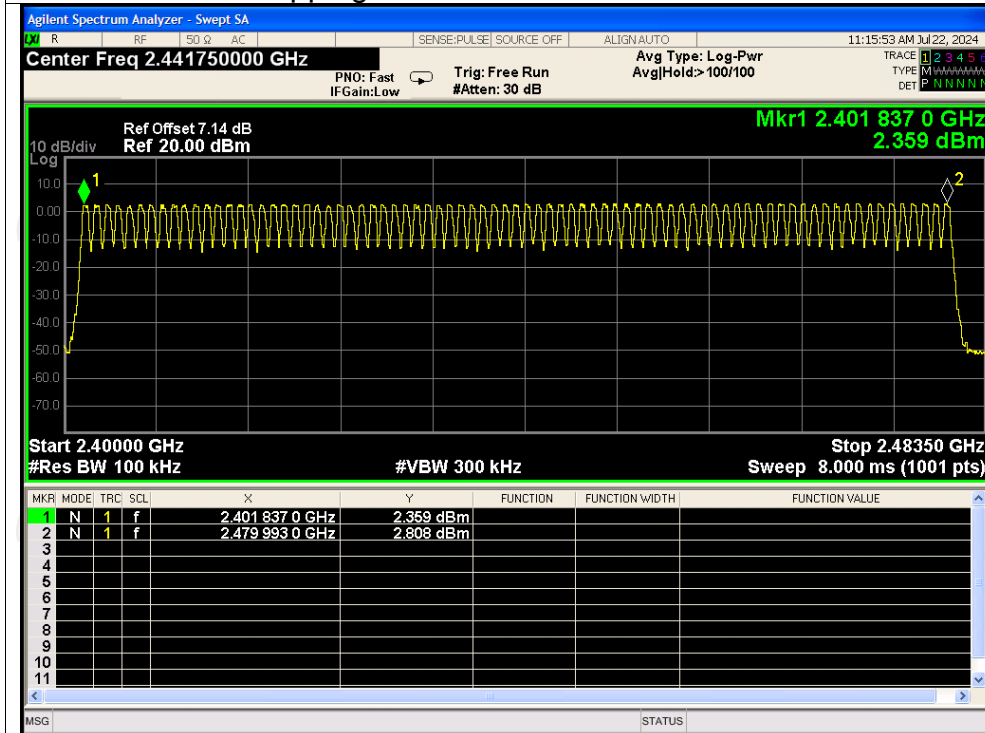 Agilent Spectrum Analyzer - Swept SA
LXI R RF 50 Ω AC SENSE:PULSE SOURCE OFF ALIGN AUTO 11:15:53 AM Jul 22, 2024
Center Freq 2.441750000 GHz
PNO: Fast
IFGain:Low
Trig: Free Run
#Atten: 30 dB
Avg Type: Log-Pwr
Avg|Hold:>100/100
TRACE 1 2 3 4 5 6
TYPE M
DET P N N N N N
Mkr1 2.401 837 0 GHz
2.359 dBm
Ref Offset 7.14 dB
10 dB/div Ref 20.00 dBm
Log
10.0
0.00
-10.0
-20.0
-30.0
-40.0
-50.0
-60.0
-70.0
1
2
Start 2.40000 GHz Stop 2.48350 GHz
#Res BW 100 kHz #VBW 300 kHz Sweep 8.000 ms (1001 pts)
MKR MODE TRC SCL X Y FUNCTION FUNCTION WIDTH FUNCTION VALUE
1 N 1 f 2.401 837 0 GHz 2.359 dBm
2 N 1 f 2.479 993 0 GHz 2.808 dBm
3
4
5
6
7
8
9
10
11
MSG STATUS